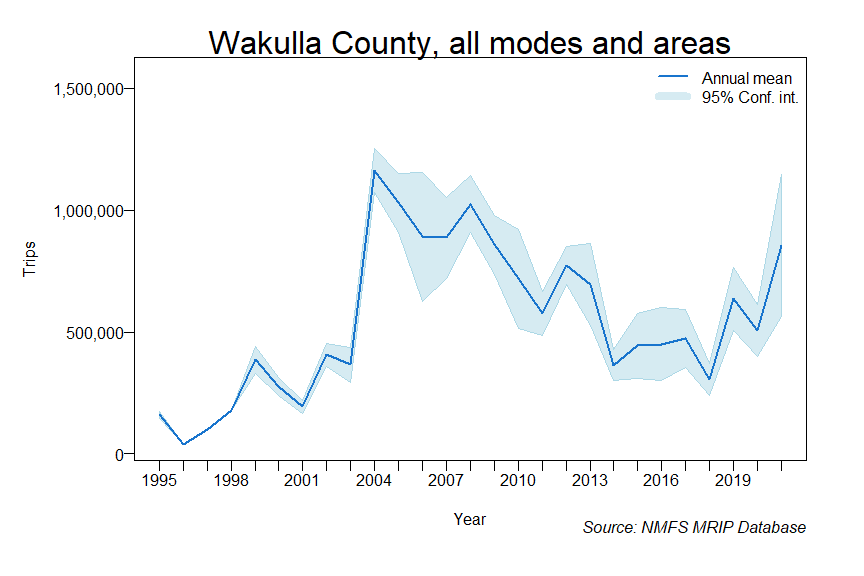 Wakulla County, all modes and areas
Annual mean
95% Conf. int.
1,500,000
1,000,000
500,000
0
Trips
1995 1998 2001 2004 2007 2010 2013 2016 2019
Year
Source: NMFS MRIP Database